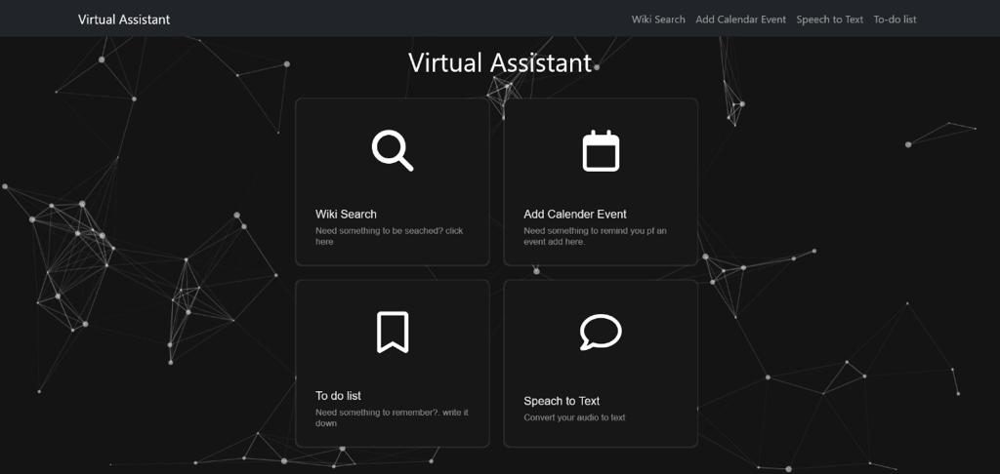 Virtual Assistant
Wiki Search Add Calendar Event Speech to Text To-do list
Virtual Assistant
Wiki Search
Need something to be seached? click
here
Add Calender Event
Need something to remind you pf an
event add here.
To do list
Need something to remember?. write it
down
Speach to Text
Convert your audio to text